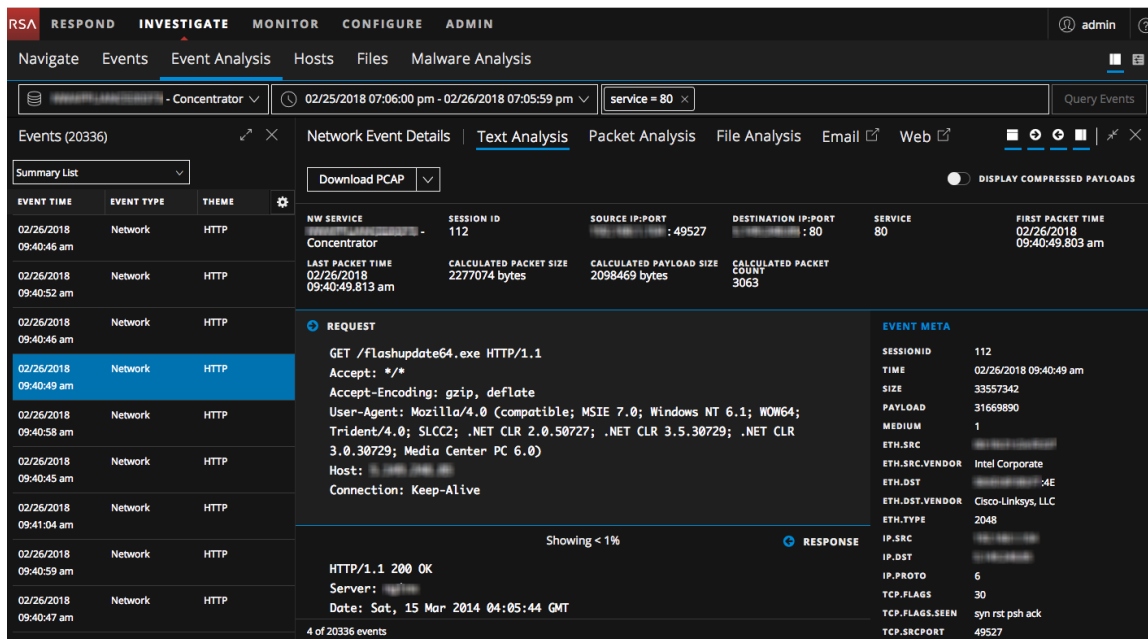 RSA RESPOND INVESTIGATE MONITOR CONFIGURE ADMIN admin
Navigate Events Event Analysis Hosts Files Malware Analysis
- Concentrator 02/25/2018 07:06:00 pm - 02/26/2018 07:05:59 pm service = 80 × Query Events
Events (20336)
Summary List
EVENT TIME EVENT TYPE THEME
02/26/2018 Network HTTP
09:40:46 am
02/26/2018 Network HTTP
09:40:52 am
02/26/2018 Network HTTP
09:40:46 am
02/26/2018 Network HTTP
09:40:49 am
02/26/2018 Network HTTP
09:40:58 am
02/26/2018 Network HTTP
09:40:45 am
02/26/2018 Network HTTP
09:41:04 am
02/26/2018 Network HTTP
09:40:59 am
02/26/2018 Network HTTP
09:40:47 am
Network Event Details Text Analysis Packet Analysis File Analysis Email Web
Download PCAP DISPLAY COMPRESSED PAYLOADS
NW SERVICE SESSION ID SOURCE IP:PORT DESTINATION IP:PORT SERVICE FIRST PACKET TIME
- 112 : 49527 : 80 80 02/26/2018
Concentrator 09:40:49.803 am
LAST PACKET TIME CALCULATED PACKET SIZE CALCULATED PAYLOAD SIZE CALCULATED PACKET COUNT
02/26/2018 2277074 bytes 2098469 bytes 3063
09:40:49.813 am
REQUEST
GET /flashupdate64.exe HTTP/1.1
Accept: */*
Accept-Encoding: gzip, deflate
User-Agent: Mozilla/4.0 (compatible; MSIE 7.0; Windows NT 6.1; WOW64;
Trident/4.0; SLCC2; .NET CLR 2.0.50727; .NET CLR 3.5.30729; .NET CLR
3.0.30729; Media Center PC 6.0)
Host:
Connection: Keep-Alive
Showing < 1% RESPONSE
HTTP/1.1 200 OK
Server:
Date: Sat, 15 Mar 2014 04:05:44 GMT
4 of 20336 events
EVENT META
SESSIONID 112
TIME 02/26/2018 09:40:49 am
SIZE 33557342
PAYLOAD 31669890
MEDIUM 1
ETH.SRC
ETH.SRC.VENDOR Intel Corporate
ETH.DST :4E
ETH.DST.VENDOR Cisco-Linksys, LLC
ETH.TYPE 2048
IP.SRC
IP.DST
IP.PROTO 6
TCP.FLAGS 30
TCP.FLAGS.SEEN syn rst psh ack
TCP.SRCPORT 49527